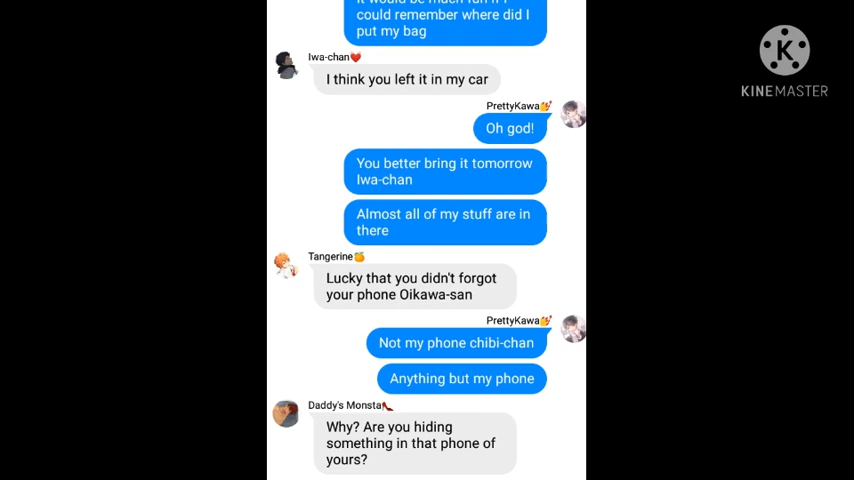 It would be much fun if I
could remember where did I
put my bag
Iwa-chan❤️
I think you left it in my car
PrettyKawa💅
Oh god!
You better bring it tomorrow
Iwa-chan
Almost all of my stuff are in
there
Tangerine🍊
Lucky that you didn't forgot
your phone Oikawa-san
PrettyKawa💅
Not my phone chibi-chan
Anything but my phone
Daddy's Monsta👠
Why? Are you hiding
something in that phone of
yours?
K
KINEMASTER